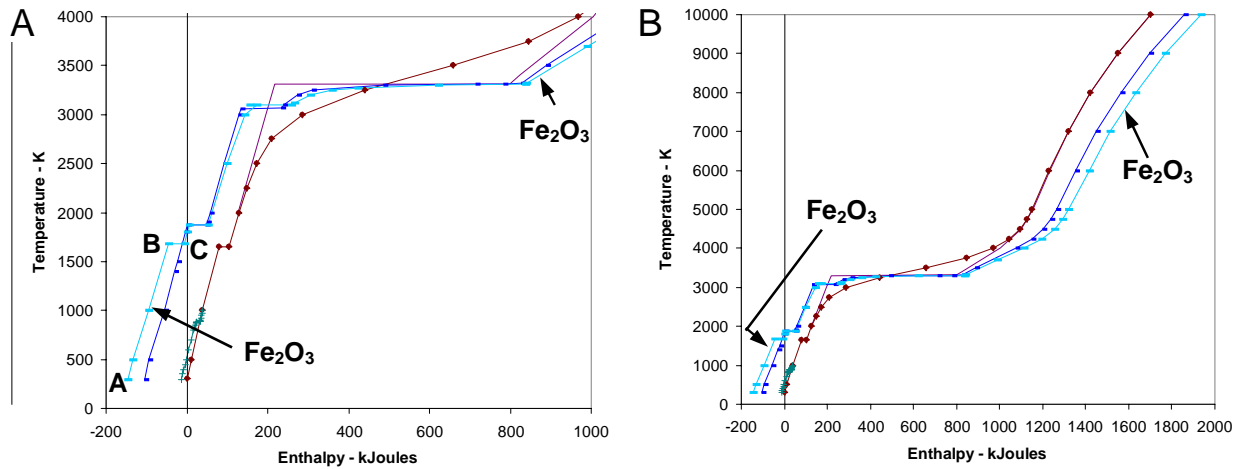 A
4000
3500
3000
2500
2000
1500
1000
500
0
Temperature - K
B
C
A
Fe₂O₃
Fe₂O₃
-200 0 200 400 600 800 1000
Enthalpy - kJoules
B
10000
9000
8000
7000
6000
5000
4000
3000
2000
1000
0
Temperature - K
Fe₂O₃
Fe₂O₃
-200 0 200 400 600 800 1000 1200 1400 1600 1800 2000
Enthalpy - kJoules